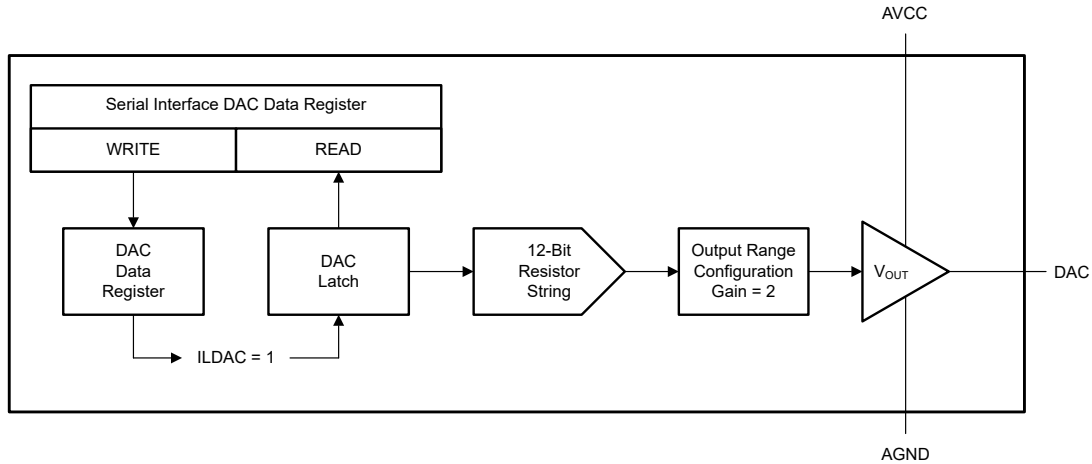 AVCC
Serial Interface DAC Data Register
WRITE
READ
DAC
Data
Register
DAC
Latch
12-Bit
Resistor
String
Output Range
Configuration
Gain = 2
VOUT
DAC
ILDAC = 1
AGND